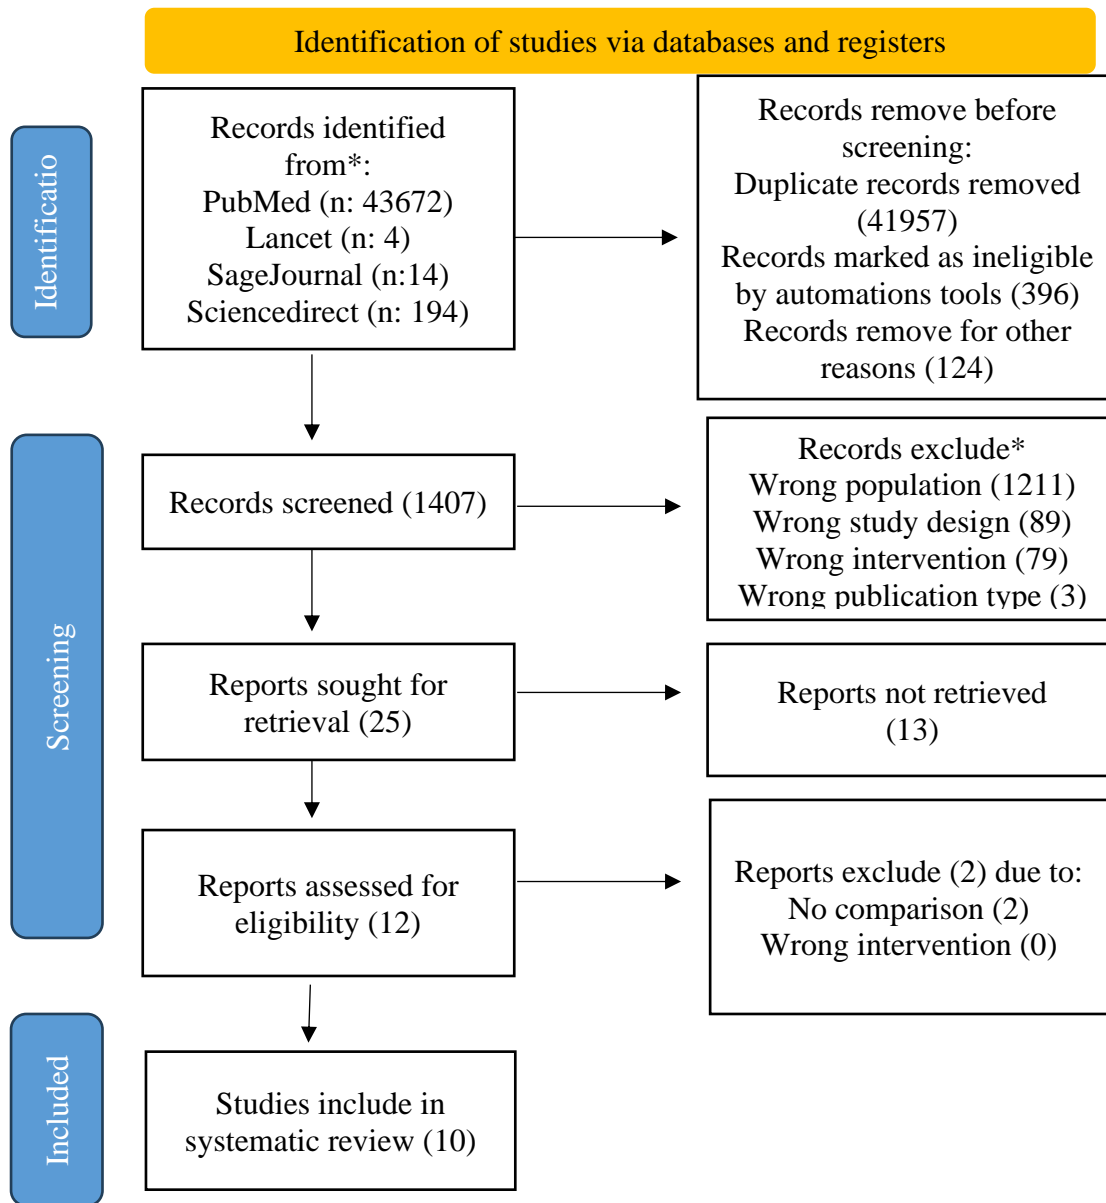 Identification of studies via databases and registers
Identificatio
Records identified
from*:
PubMed (n: 43672)
Lancet (n: 4)
SageJournal (n:14)
Sciencedirect (n: 194)
Records remove before
screening:
Duplicate records removed
(41957)
Records marked as ineligible
by automations tools (396)
Records remove for other
reasons (124)
Screening
Records screened (1407)
Records exclude*
Wrong population (1211)
Wrong study design (89)
Wrong intervention (79)
Wrong publication type (3)
Reports sought for
retrieval (25)
Reports not retrieved
(13)
Reports assessed for
eligibility (12)
Reports exclude (2) due to:
No comparison (2)
Wrong intervention (0)
Included
Studies include in
systematic review (10)